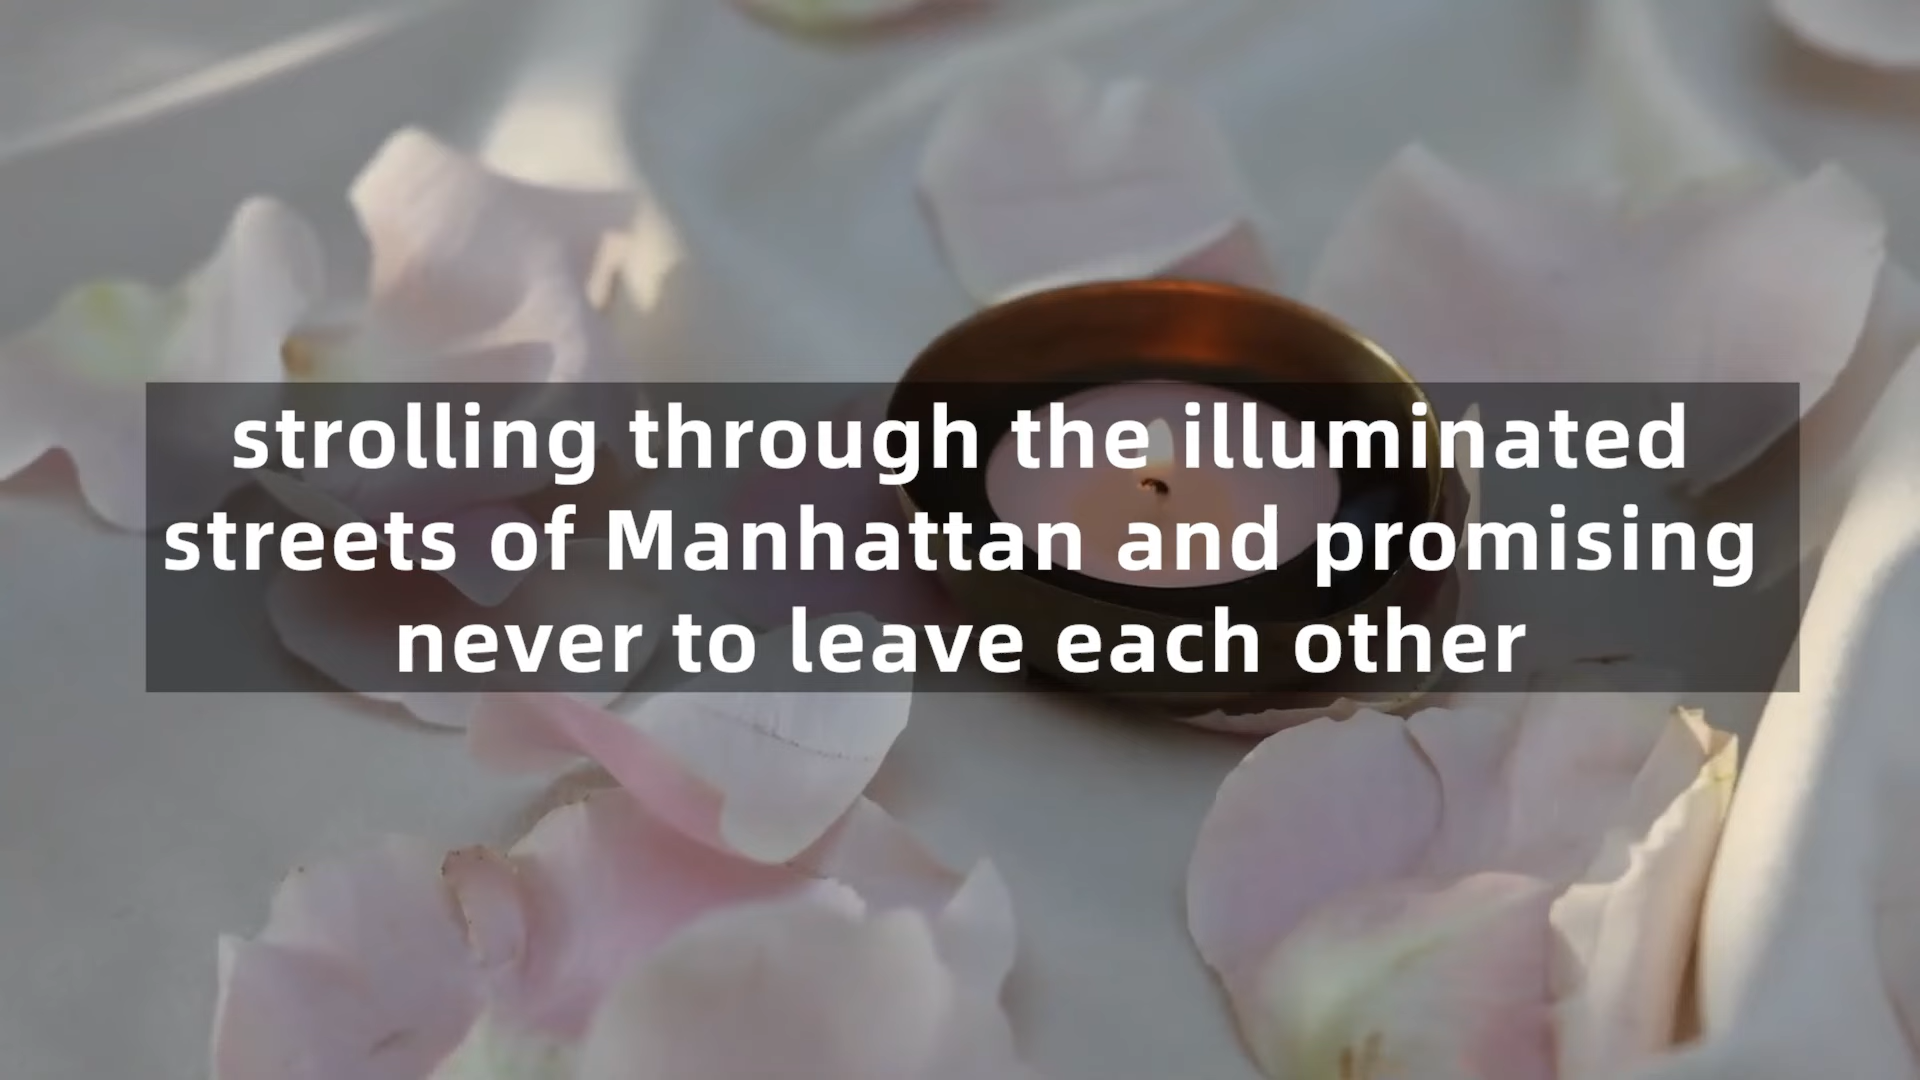 strolling through the illuminated
streets of Manhattan and promising
never to leave each other